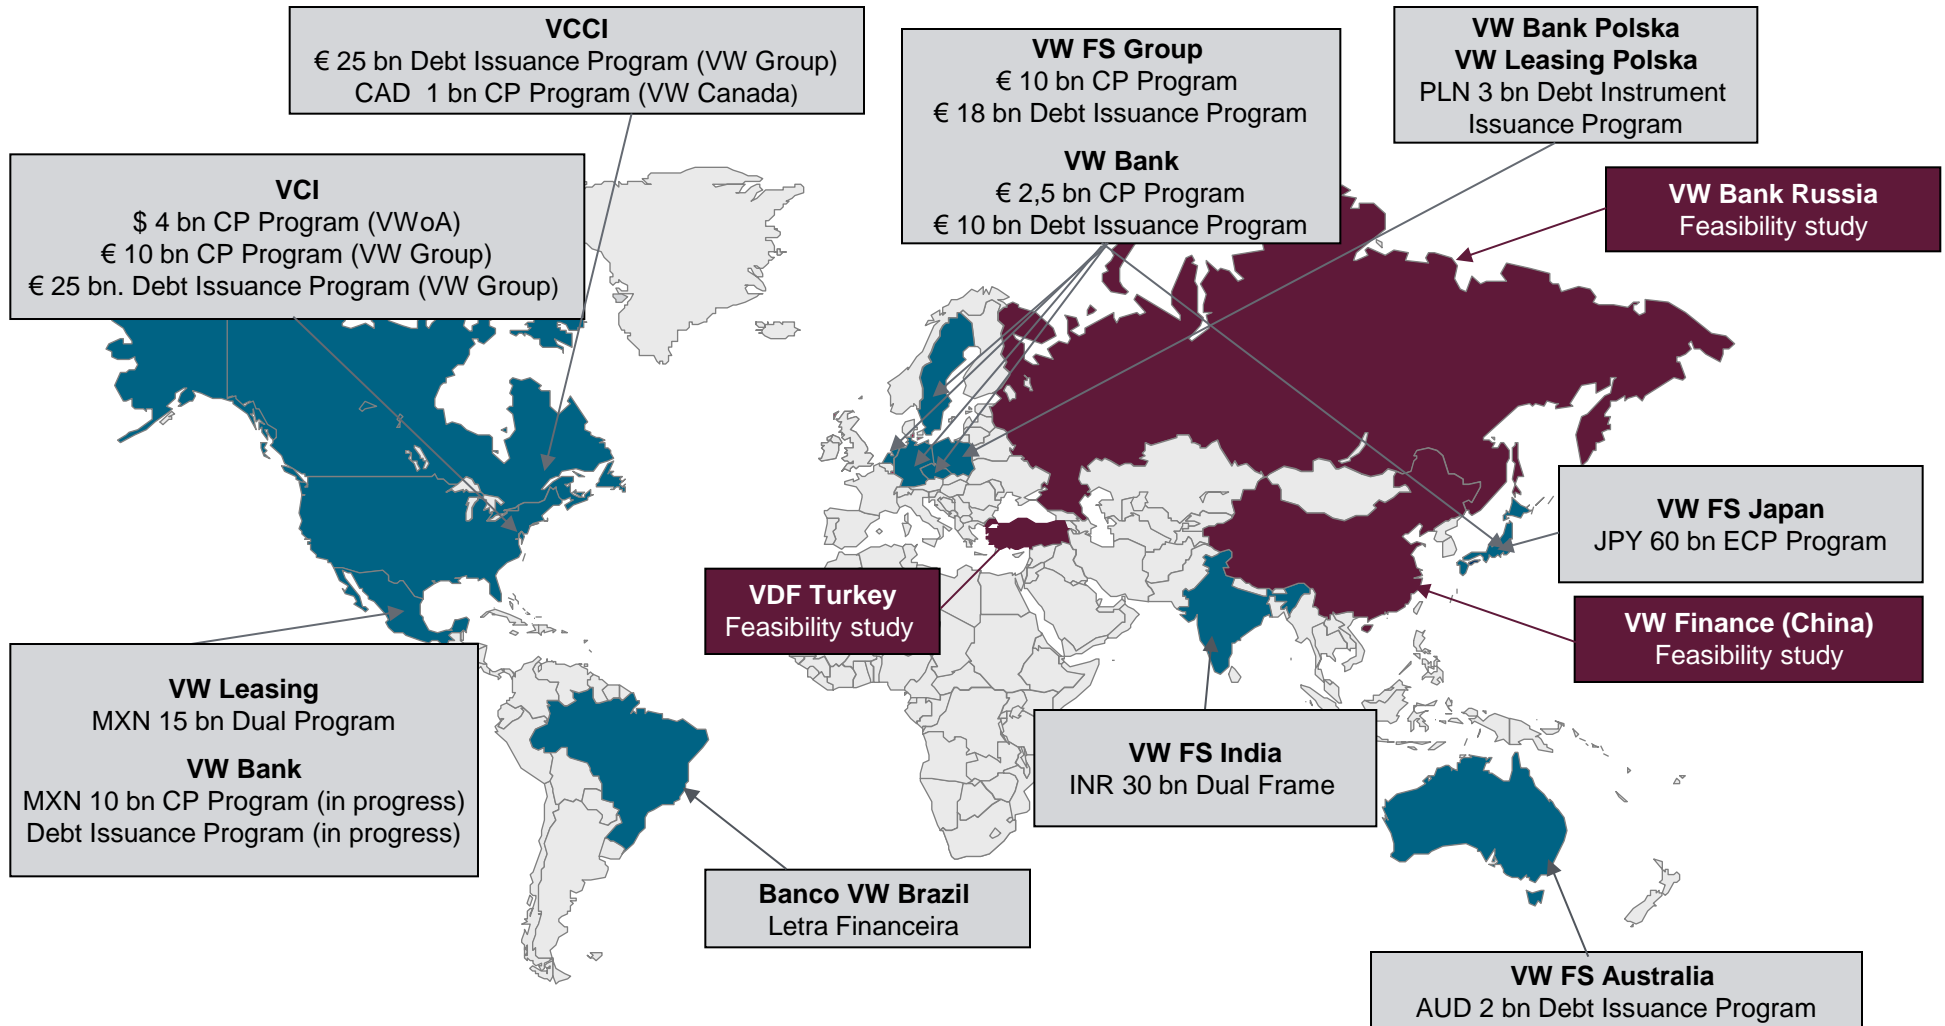 VCCI
€ 25 bn Debt Issuance Program (VW Group)
CAD 1 bn CP Program (VW Canada)
VW FS Group
€ 10 bn CP Program
€ 18 bn Debt Issuance Program
VW Bank
€ 2,5 bn CP Program
€ 10 bn Debt Issuance Program
VW Bank Polska
VW Leasing Polska
PLN 3 bn Debt Instrument
Issuance Program
VCI
$ 4 bn CP Program (VWoA)
€ 10 bn CP Program (VW Group)
€ 25 bn. Debt Issuance Program (VW Group)
VW Bank Russia
Feasibility study
VW FS Japan
JPY 60 bn ECP Program
VDF Turkey
Feasibility study
VW Finance (China)
Feasibility study
VW Leasing
MXN 15 bn Dual Program
VW Bank
MXN 10 bn CP Program (in progress)
Debt Issuance Program (in progress)
VW FS India
INR 30 bn Dual Frame
Banco VW Brazil
Letra Financeira
VW FS Australia
AUD 2 bn Debt Issuance Program